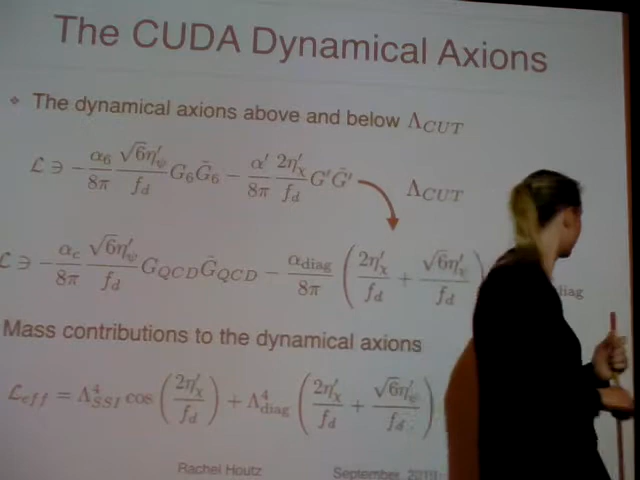 The CUDA Dynamical Axions
The dynamical axions above and below Λ_CUT
ℒ ∋ − α₆/8π √6η′_ψ/f_d G₆G̃₆ − α′/8π 2η′_χ/f_d G′G̃′
Λ_CUT
ℒ ∋ − α_c/8π √6η′_ψ/f_d G_QCD G̃_QCD − α_diag/8π (2η′_χ/f_d + √6η′_ψ/f_d) diag
Mass contributions to the dynamical axions
ℒ_eff = Λ⁴_SSI cos (2η′_χ/f_d) + Λ⁴_diag (2η′_χ/f_d + √6η′_ψ/f_d)
Rachel Houtz September, 2019